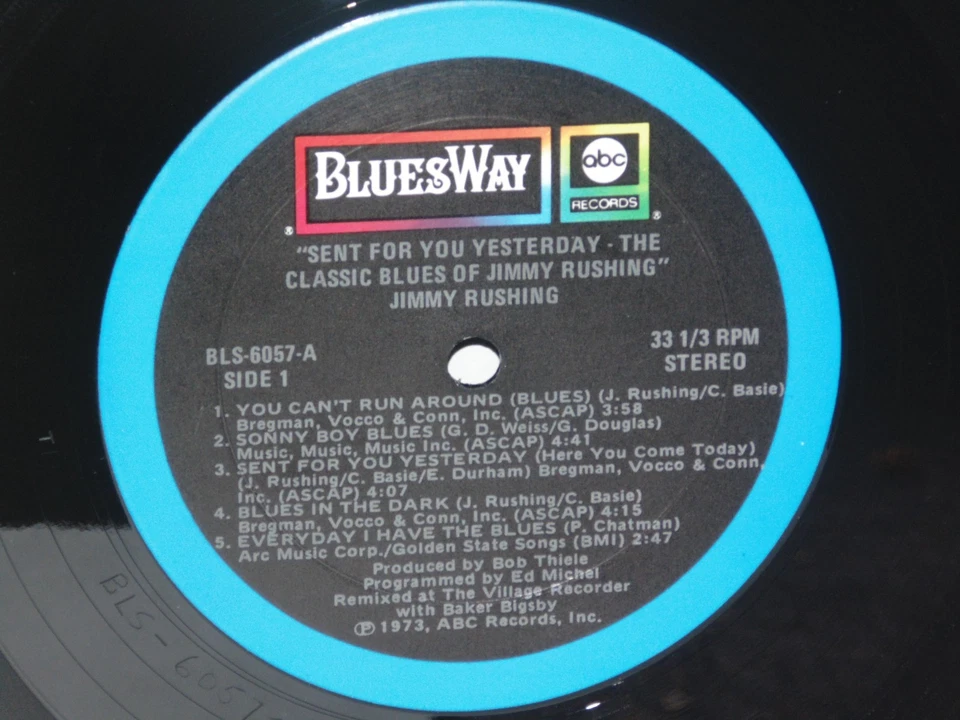 BLUESWAY
abc
RECORDS
®
®
"SENT FOR YOU YESTERDAY - THE
CLASSIC BLUES OF JIMMY RUSHING"
JIMMY RUSHING
BLS-6057-A
SIDE 1
33 1/3 RPM
STEREO
1. YOU CAN'T RUN AROUND (BLUES) (J. Rushing/C. Basie)
Bregman, Vocco & Conn, Inc. (ASCAP) 3:58
2. SONNY BOY BLUES (G. D. Weiss/G. Douglas)
Music, Music, Music Inc. (ASCAP) 4:41
3. SENT FOR YOU YESTERDAY (Here You Come Today)
(J. Rushing/C. Basie/E. Durham) Bregman, Vocco & Conn,
Inc. (ASCAP) 4:07
4. BLUES IN THE DARK (J. Rushing/C. Basie)
Bregman, Vocco & Conn, Inc. (ASCAP) 4:15
5. EVERYDAY I HAVE THE BLUES (P. Chatman)
Arc Music Corp./Golden State Songs (BMI) 2:47
Produced by Bob Thiele
Programmed by Ed Michel
Remixed at The Village Recorder
with Baker Bigsby
℗ 1973, ABC Records, Inc.